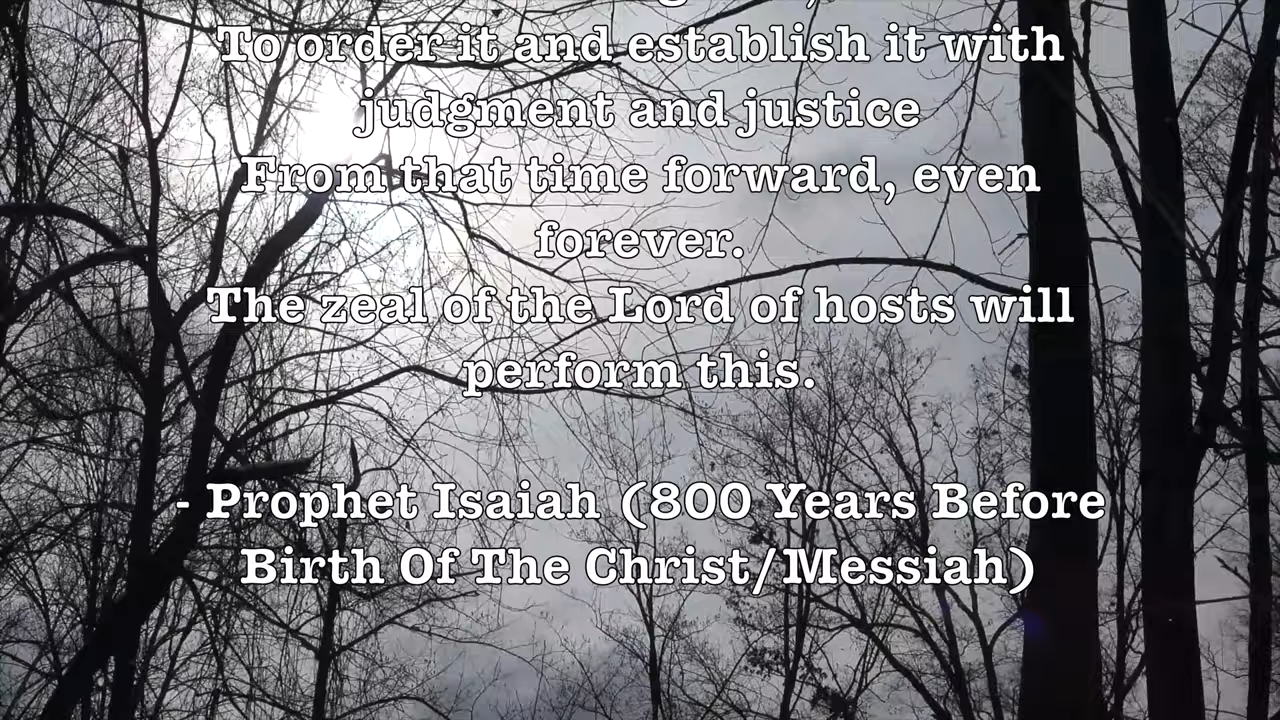 To order it and establish it with
judgment and justice
From that time forward, even
forever.
The zeal of the Lord of hosts will
perform this.
- Prophet Isaiah (800 Years Before
Birth Of The Christ/Messiah)